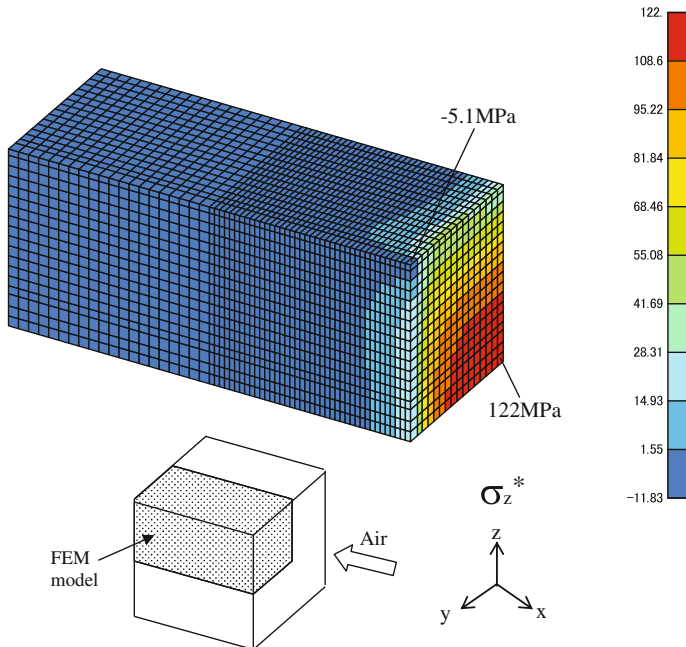 122.
108.6
95.22
81.84
68.46
55.08
41.69
28.31
14.93
1.55
-11.83
-5.1MPa
122MPa
σz*
FEM
model
Air
z
y
x